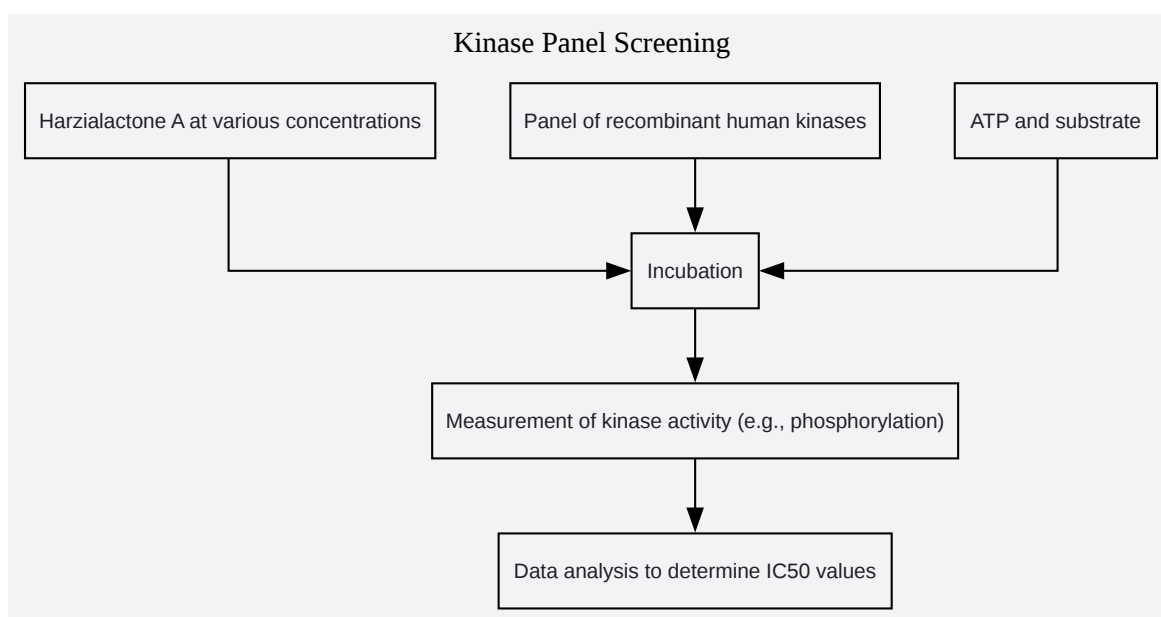 Kinase Panel Screening
Harzialactone A at various concentrations
Panel of recombinant human kinases
ATP and substrate
Incubation
Measurement of kinase activity (e.g., phosphorylation)
Data analysis to determine IC50 values